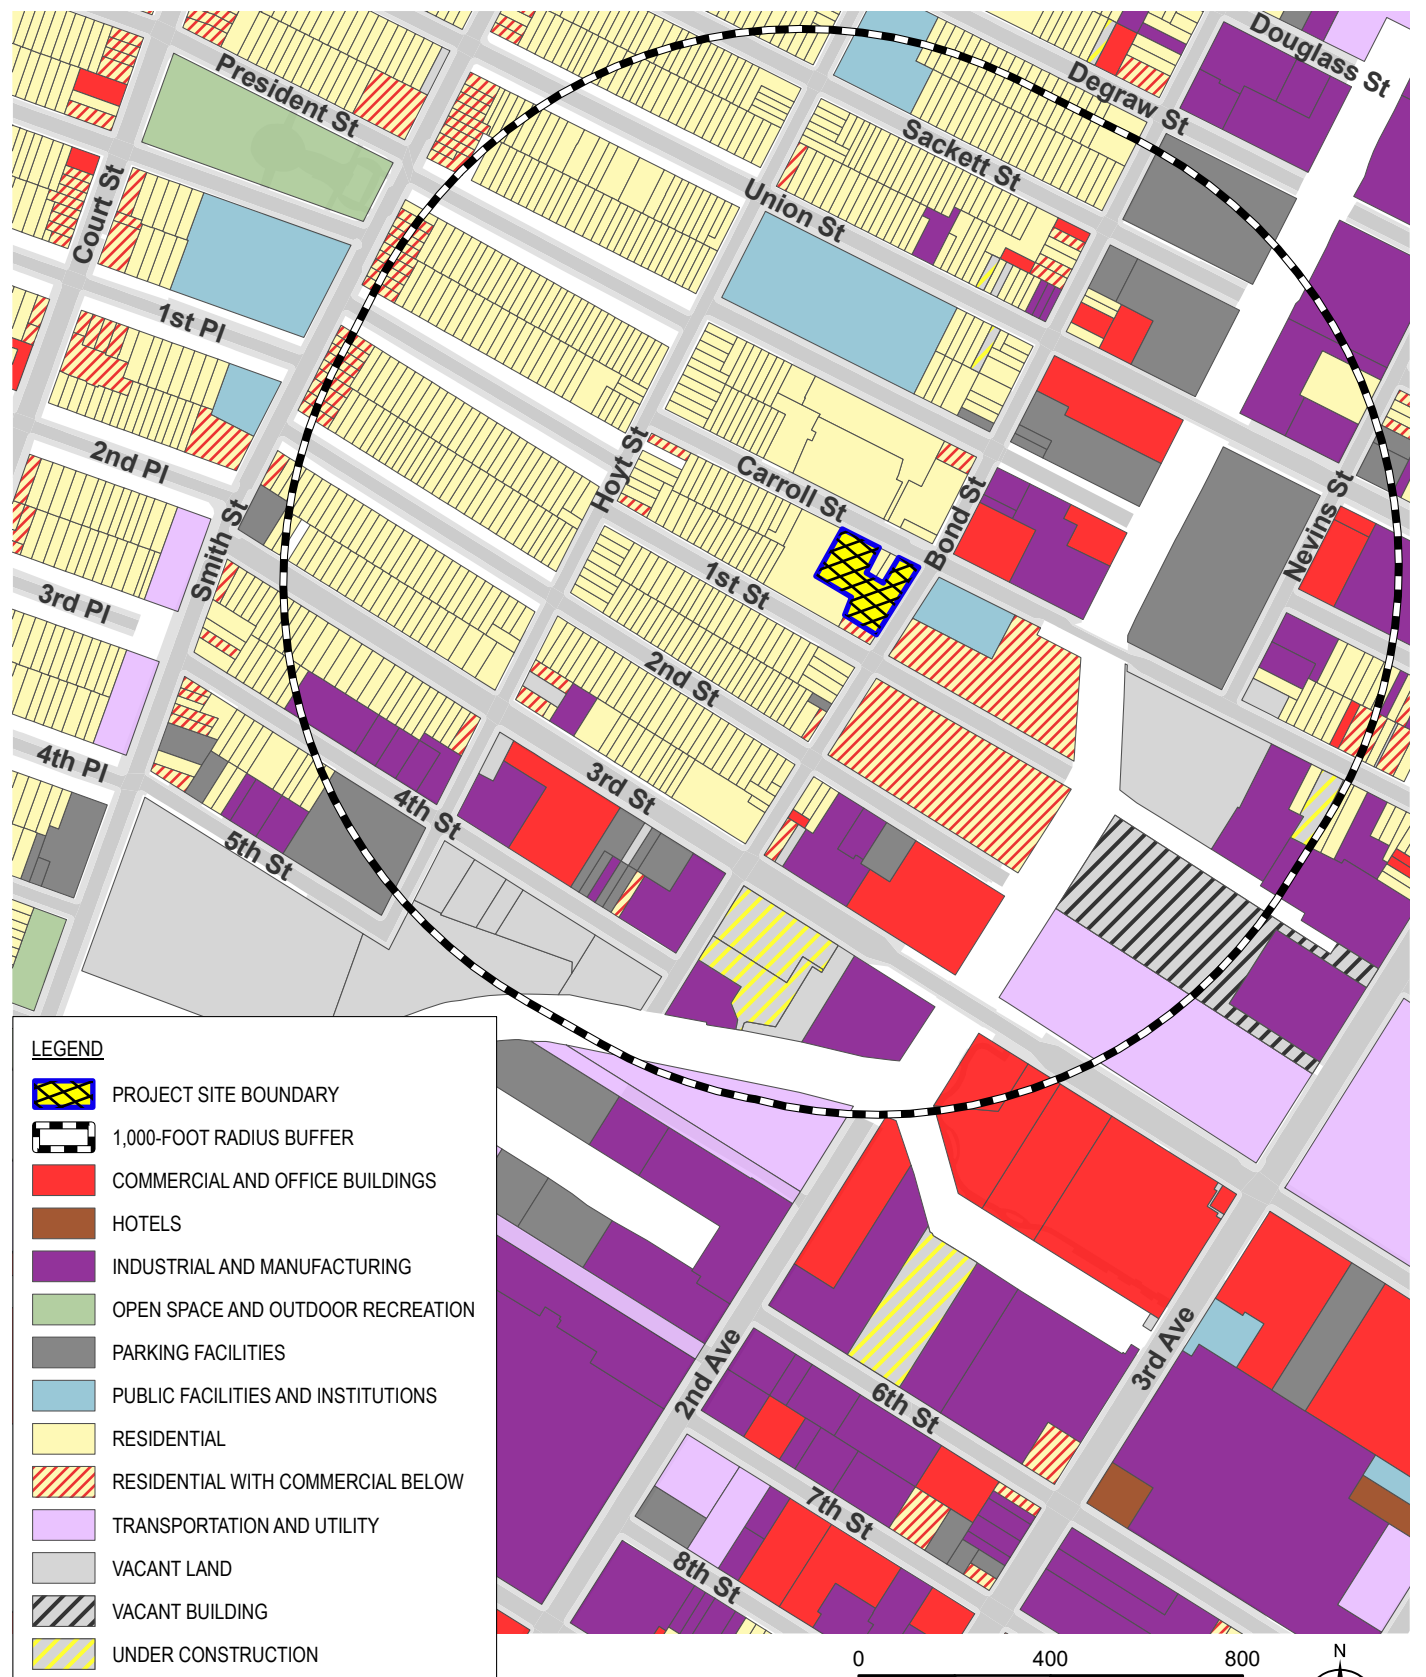 Douglass St
Degraw St
President St
Sackett St
Union St
Court St
1st Pl
2nd Pl
Hoyt St
Carroll St
Bond St
Nevins St
Smith St
3rd Pl
1st St
2nd St
4th Pl
3rd St
4th St
5th St
LEGEND
PROJECT SITE BOUNDARY
1,000-FOOT RADIUS BUFFER
COMMERCIAL AND OFFICE BUILDINGS
HOTELS
INDUSTRIAL AND MANUFACTURING
OPEN SPACE AND OUTDOOR RECREATION
PARKING FACILITIES
PUBLIC FACILITIES AND INSTITUTIONS
RESIDENTIAL
RESIDENTIAL WITH COMMERCIAL BELOW
TRANSPORTATION AND UTILITY
VACANT LAND
VACANT BUILDING
UNDER CONSTRUCTION
2nd Ave
3rd Ave
6th St
7th St
8th St
0 400 800
N